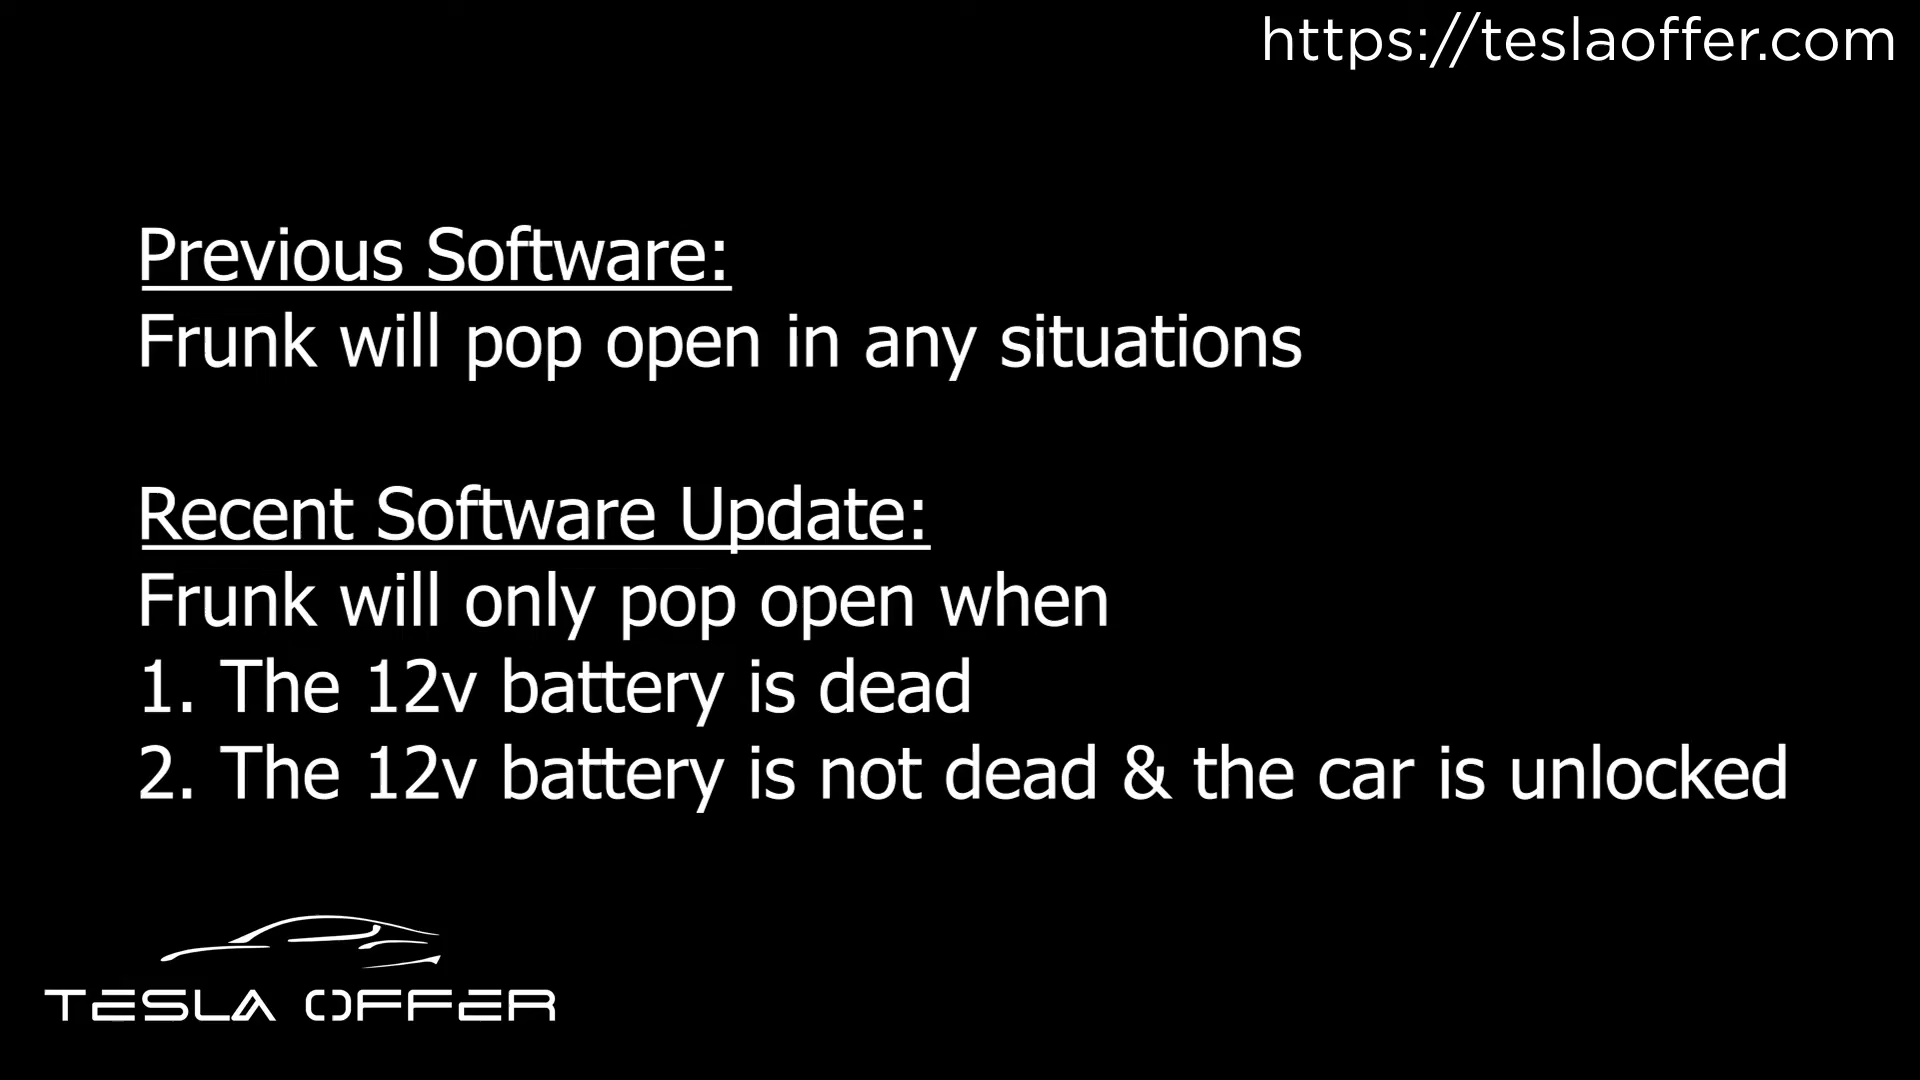 https://teslaoffer.com
Previous Software:
Frunk will pop open in any situations
Recent Software Update:
Frunk will only pop open when
1. The 12v battery is dead
2. The 12v battery is not dead & the car is unlocked
TESLA OFFER